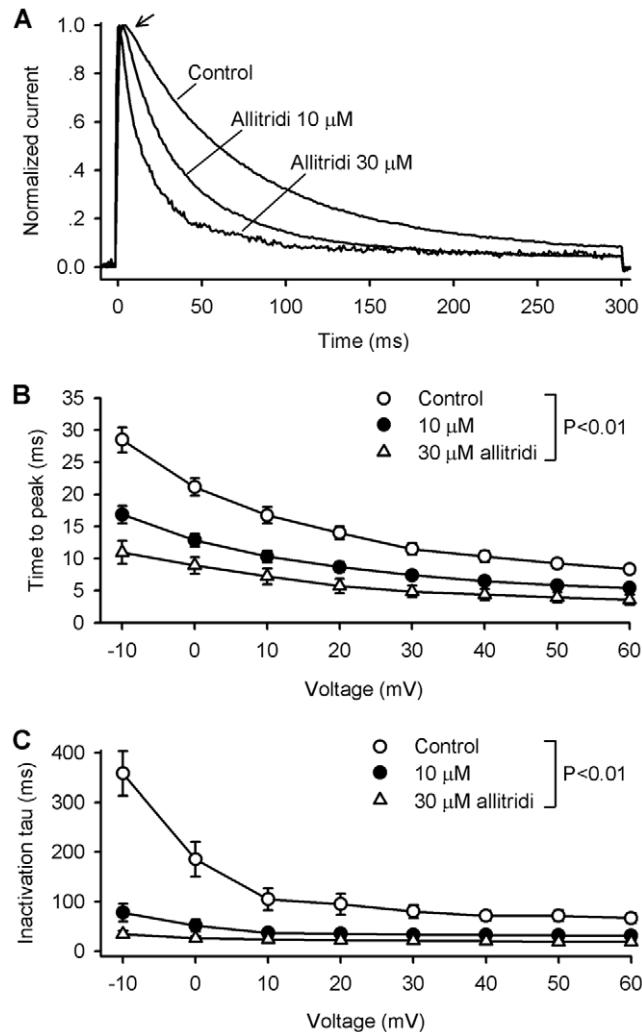 A
Normalized current
1.0
.8
.6
.4
.2
0.0
Control
Allitridi 10 μM
Allitridi 30 μM
0 50 100 150 200 250 300
Time (ms)
B
Time to peak (ms)
35
30
25
20
15
10
5
0
Control
10 μM
30 μM allitridi
P<0.01
-10 0 10 20 30 40 50 60
Voltage (mV)
C
Inactivation tau (ms)
400
300
200
100
0
Control
10 μM
30 μM allitridi
P<0.01
-10 0 10 20 30 40 50 60
Voltage (mV)